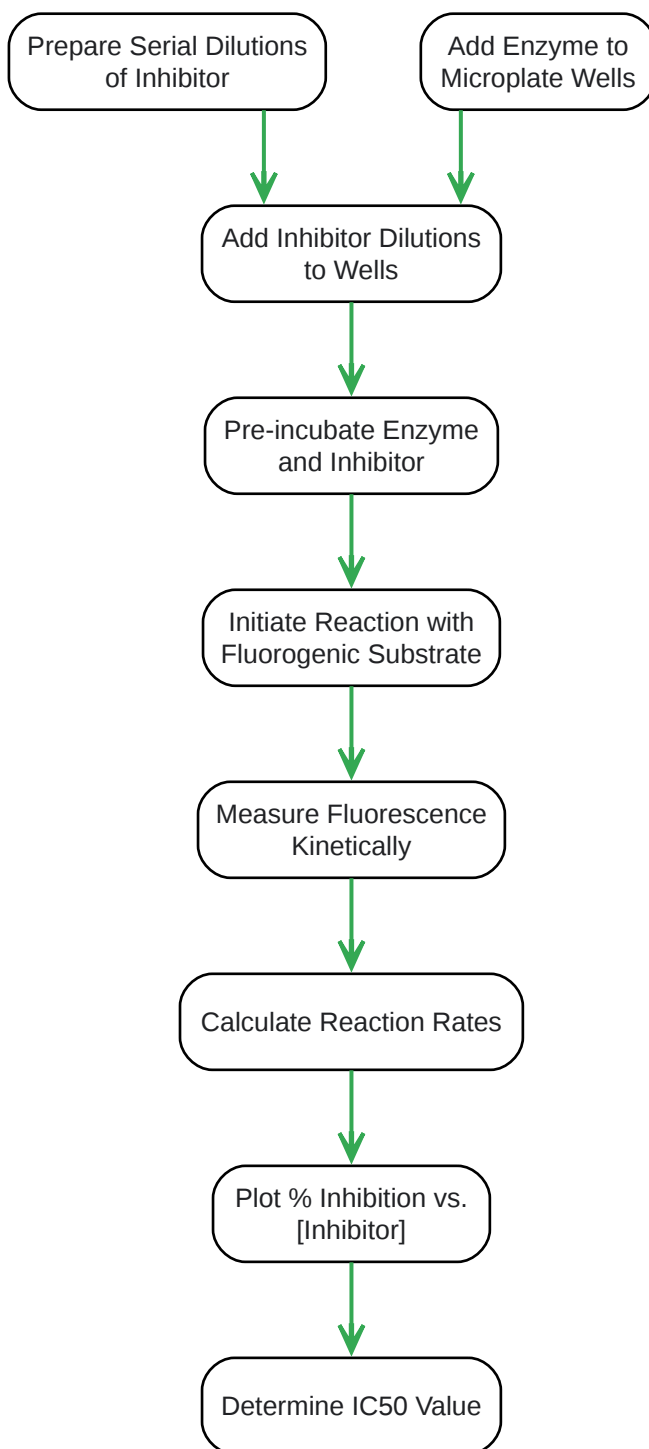 Prepare Serial Dilutions
of Inhibitor
Add Enzyme to
Microplate Wells
Add Inhibitor Dilutions
to Wells
Pre-incubate Enzyme
and Inhibitor
Initiate Reaction with
Fluorogenic Substrate
Measure Fluorescence
Kinetically
Calculate Reaction Rates
Plot % Inhibition vs.
[Inhibitor]
Determine IC50 Value